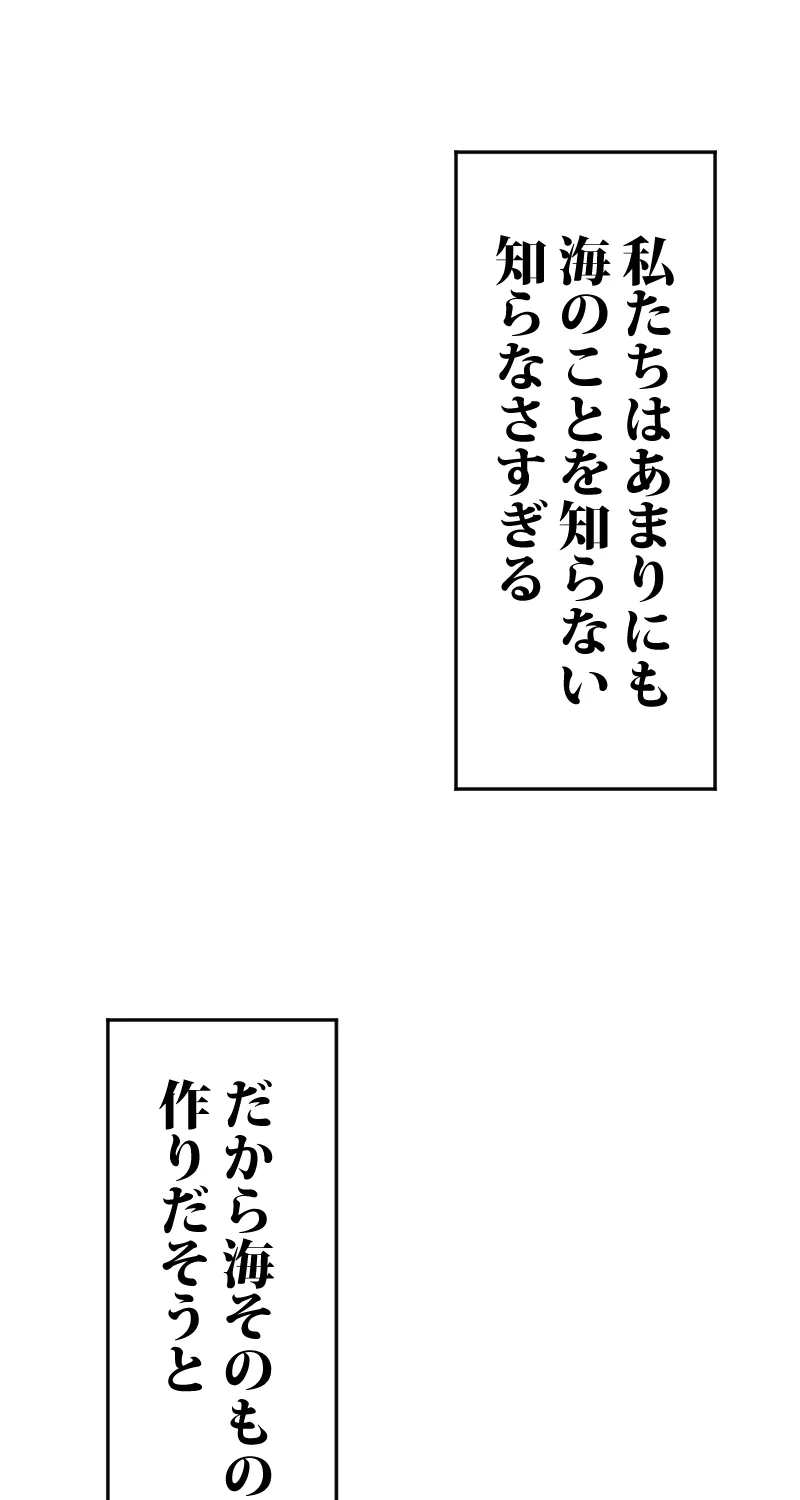 私たちはあまりにも
海のことを知らない
知らなさすぎる
だから海そのもの
作りだそうと